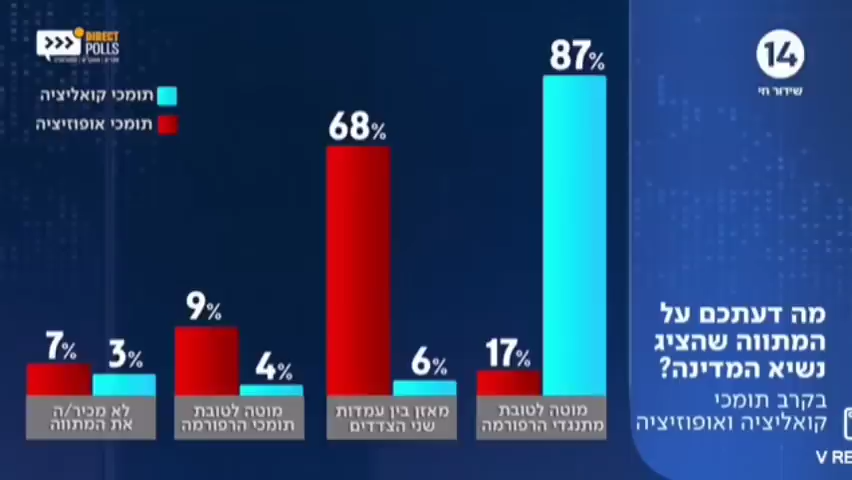 DIRECT
POLLS
14
שידור חי
תומכי קואליציה
תומכי אופוזיציה
87%
17%
מוטה לטובת
מתנגדי הרפורמה
6%
68%
מאזן בין עמדות
שני הצדדים
4%
9%
מוטה לטובת
תומכי הרפורמה
3%
7%
לא מכיר/ה
את המתווה
מה דעתכם על
המתווה שהציג
נשיא המדינה?
בקרב תומכי
קואליציה ואופוזיציה
V RE